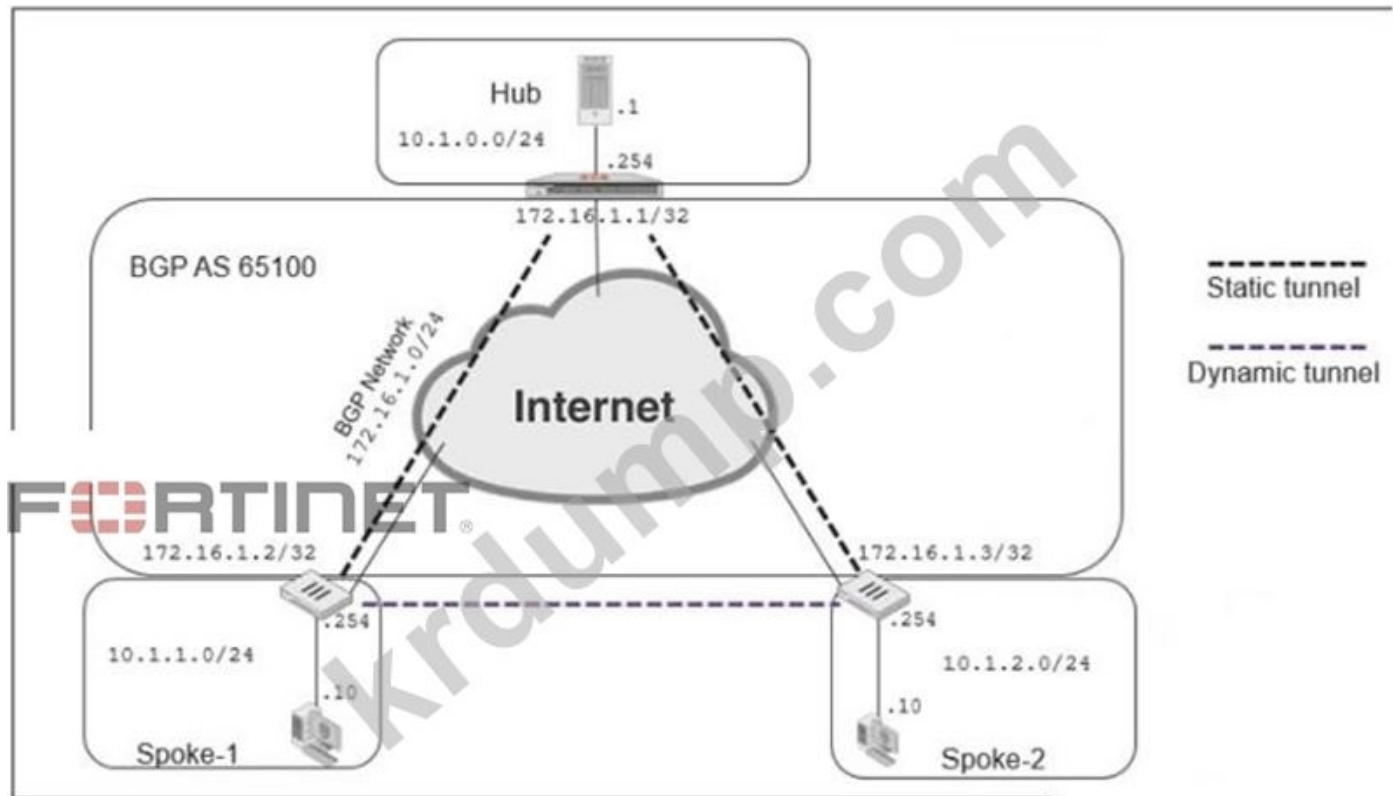 Hub
.1
10.1.0.0/24
.254
172.16.1.1/32
BGP AS 65100
Static tunnel
BGP Network
172.16.1.0/24
Dynamic tunnel
Internet
FORTINET®
172.16.1.2/32
172.16.1.3/32
.254
.254
10.1.1.0/24
10.1.2.0/24
.10
.10
Spoke-1
Spoke-2
krdump.com